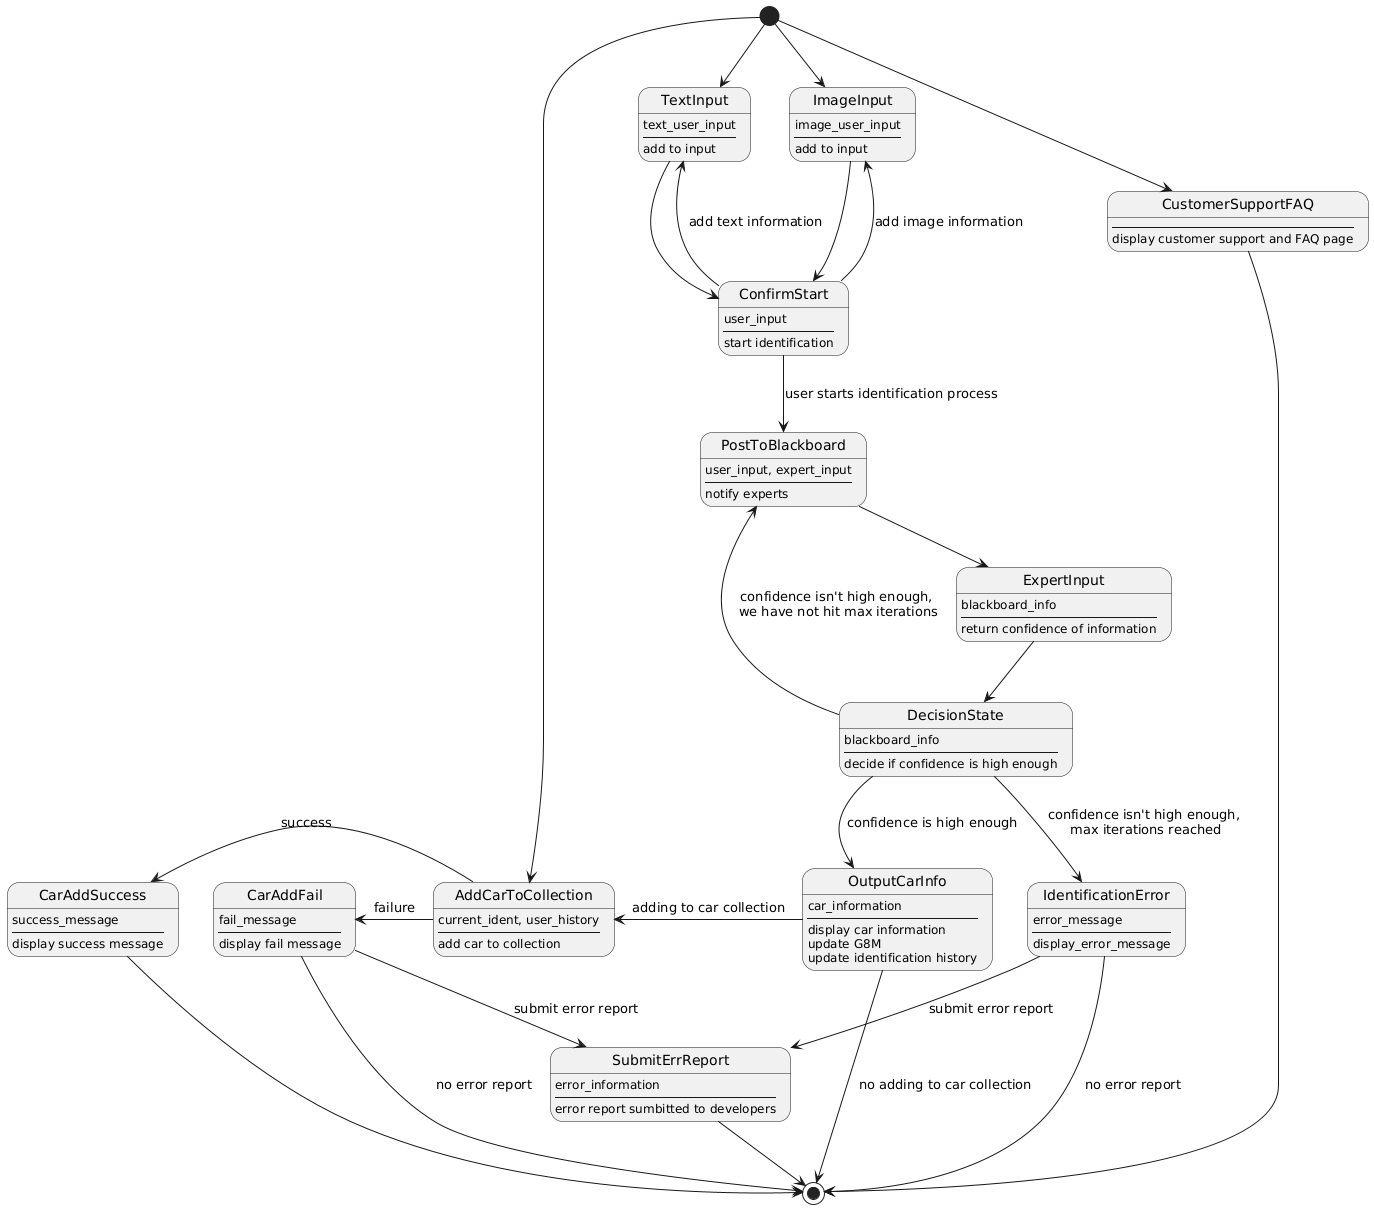 TextInput
text_user_input
add to input
ImageInput
image_user_input
add to input
CustomerSupportFAQ
display customer support and FAQ page
add text information
add image information
ConfirmStart
user_input
start identification
user starts identification process
PostToBlackboard
user_input, expert_input
notify experts
ExpertInput
blackboard_info
return confidence of information
confidence isn't high enough,
we have not hit max iterations
DecisionState
blackboard_info
decide if confidence is high enough
confidence is high enough
confidence isn't high enough,
max iterations reached
success
CarAddSuccess
success_message
display success message
CarAddFail
fail_message
display fail message
failure
AddCarToCollection
current_ident, user_history
add car to collection
adding to car collection
OutputCarInfo
car_information
display car information
update G8M
update identification history
IdentificationError
error_message
display_error_message
submit error report
submit error report
SubmitErrReport
error_information
error report sumbitted to developers
no error report
no adding to car collection
no error report